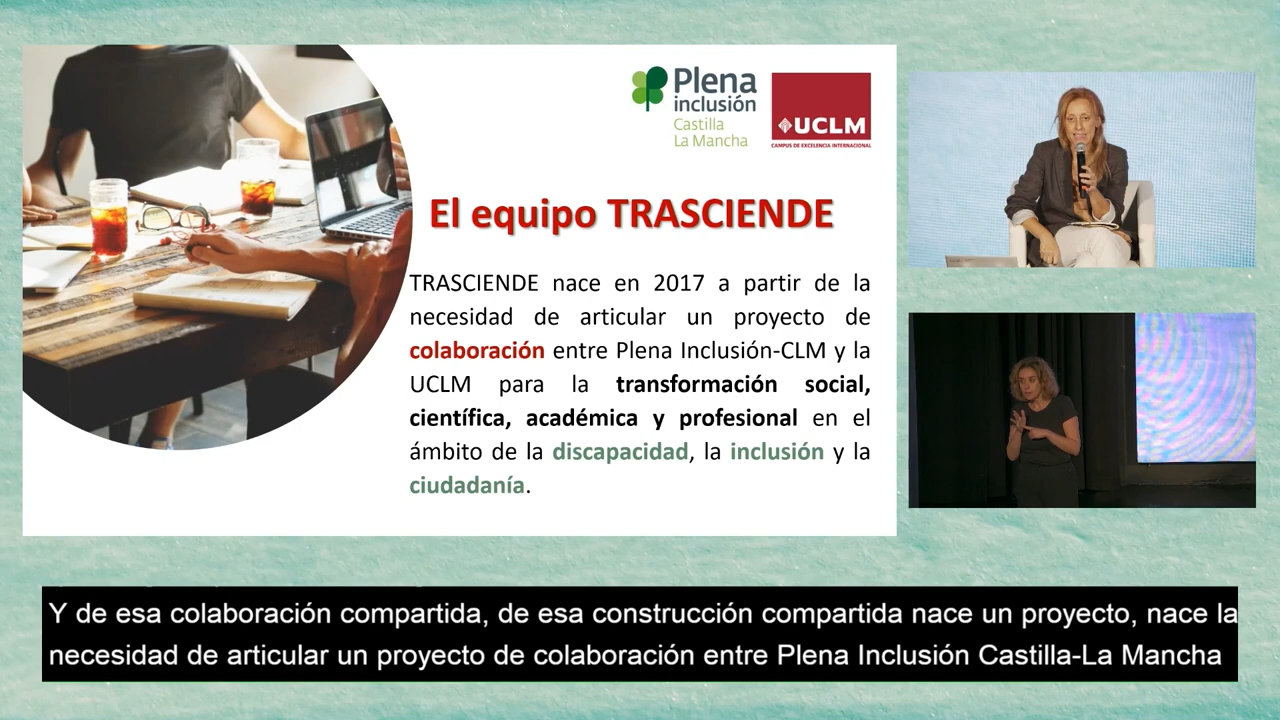 Plena
inclusión
Castilla
La Mancha
UCLM
CAMPUS DE EXCELENCIA INTERNACIONAL
El equipo TRASCIENDE
TRASCIENDE nace en 2017 a partir de la
necesidad de articular un proyecto de
colaboración entre Plena Inclusión-CLM y la
UCLM para la transformación social,
científica, académica y profesional en el
ámbito de la discapacidad, la inclusión y la
ciudadanía.
Y de esa colaboración compartida, de esa construcción compartida nace un proyecto, nace la
necesidad de articular un proyecto de colaboración entre Plena Inclusión Castilla-La Mancha